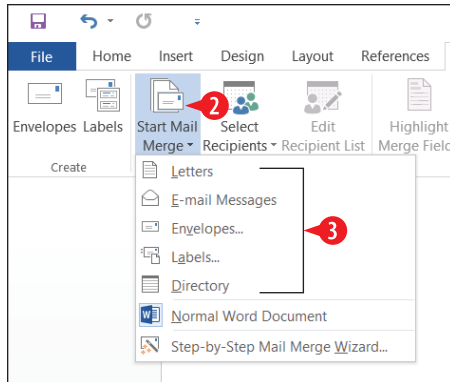 File Home Insert Design Layout References
Envelopes Labels Start Mail Merge Select Recipients Edit Recipient List Highlight Merge Field
Create
2
Letters
E-mail Messages
Envelopes...
3
Labels...
Directory
Normal Word Document
Step-by-Step Mail Merge Wizard...